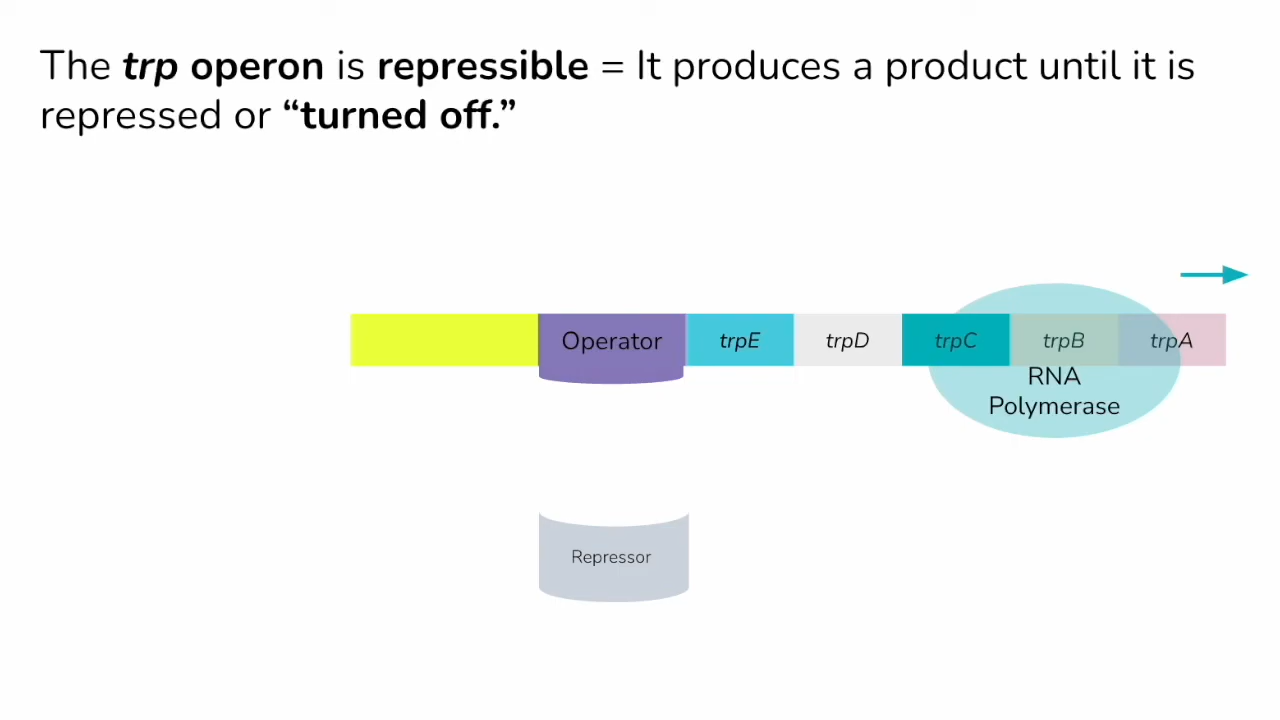 The trp operon is repressible = It produces a product until it is
repressed or “turned off.”
Operator
trpE
trpD
trpC
trpB
trpA
RNA
Polymerase
Repressor